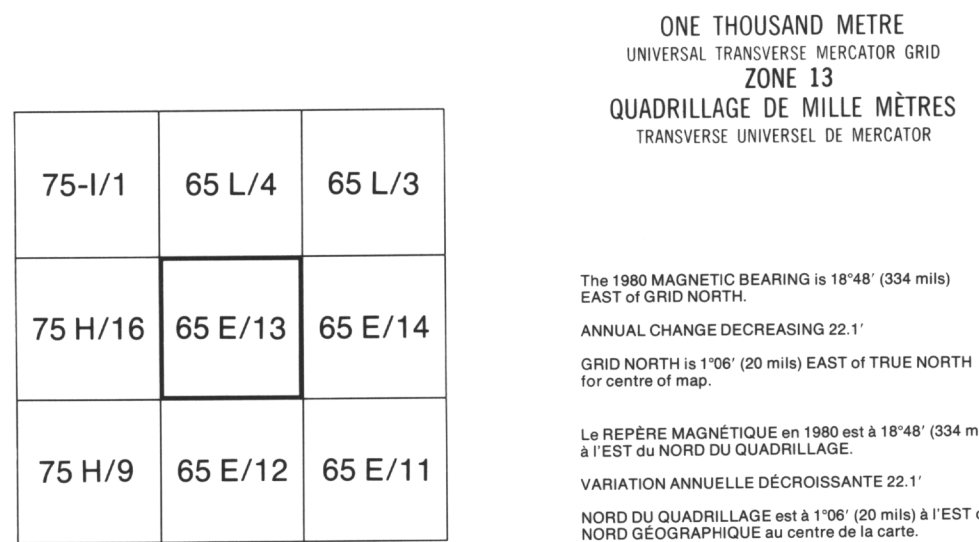 ONE THOUSAND METRE
UNIVERSAL TRANSVERSE MERCATOR GRID
ZONE 13
QUADRILLAGE DE MILLE MÈTRES
TRANSVERSE UNIVERSEL DE MERCATOR
75-I/1 65 L/4 65 L/3
75 H/16 65 E/13 65 E/14
75 H/9 65 E/12 65 E/11
The 1980 MAGNETIC BEARING is 18°48′ (334 mils)
EAST of GRID NORTH.
ANNUAL CHANGE DECREASING 22.1′
GRID NORTH is 1°06′ (20 mils) EAST of TRUE NORTH
for centre of map.
Le REPÈRE MAGNÉTIQUE en 1980 est à 18°48′ (334 m
à l'EST du NORD DU QUADRILLAGE.
VARIATION ANNUELLE DÉCROISSANTE 22.1′
NORD DU QUADRILLAGE est à 1°06′ (20 mils) à l'EST
NORD GÉOGRAPHIQUE au centre de la carte.